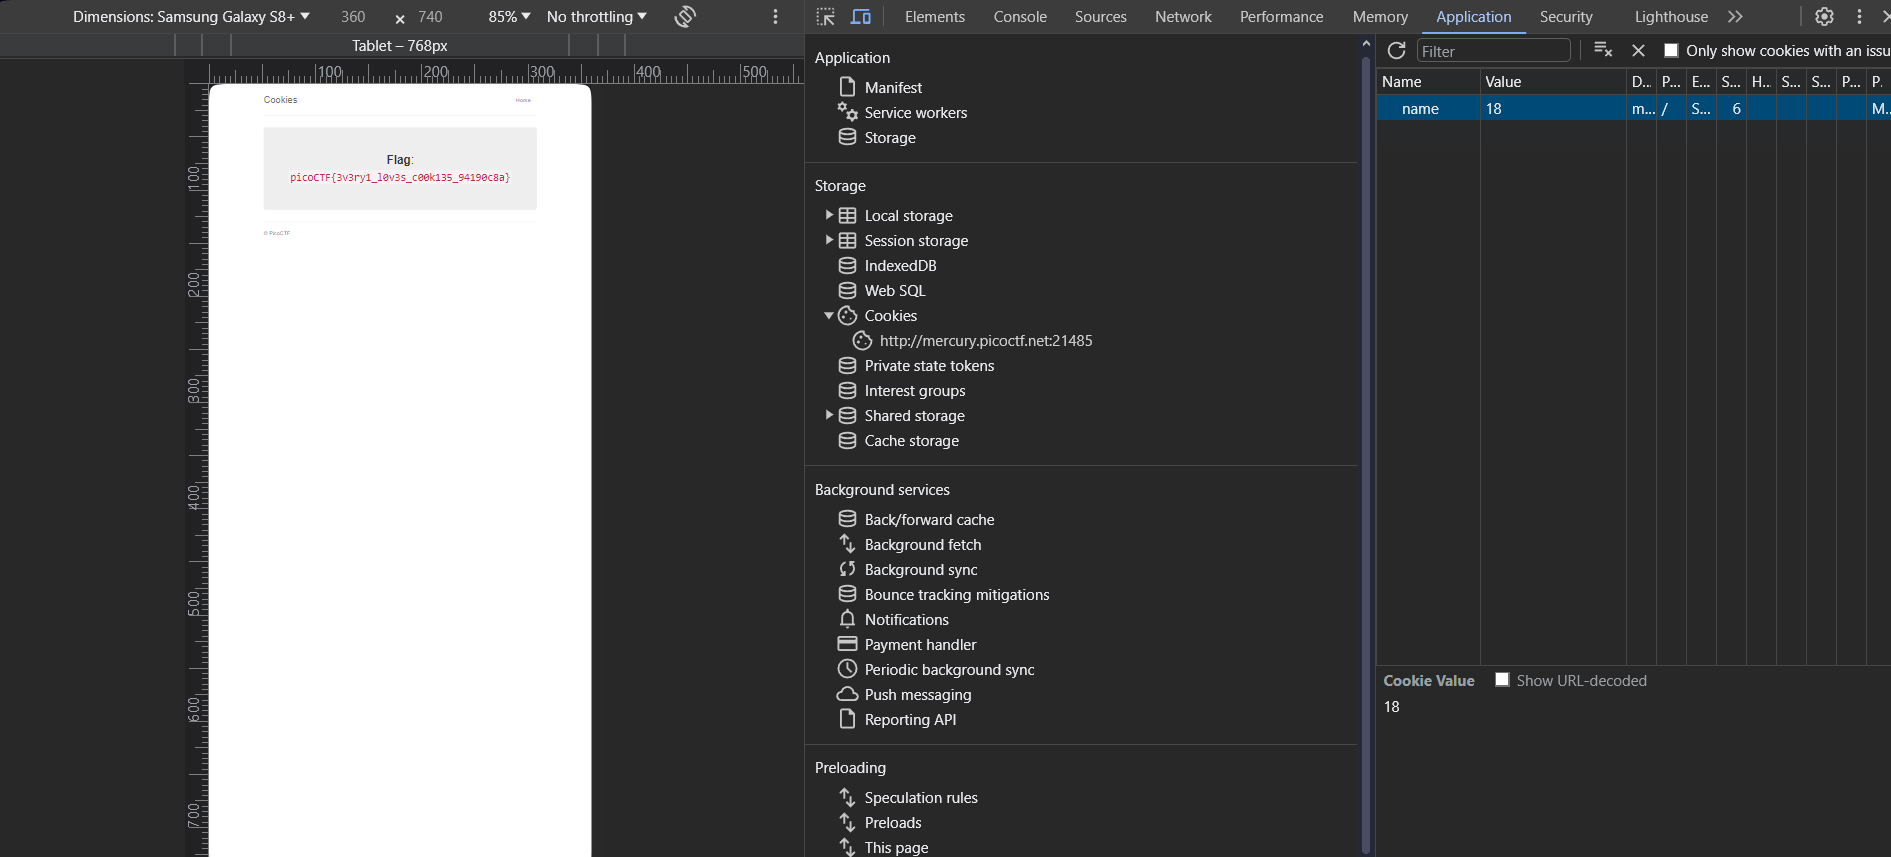 Dimensions: Samsung Galaxy S8+ 360 × 740 85% No throttling
Tablet – 768px
100 200 300 400 500
100
200
300
400
500
600
700
Cookies Home
Flag:
picoCTF{3v3ry1_l0v3s_c00k135_94190c8a}
© PicoCTF
Elements Console Sources Network Performance Memory Application Security Lighthouse
Application
Manifest
Service workers
Storage
Storage
Local storage
Session storage
IndexedDB
Web SQL
Cookies
http://mercury.picoctf.net:21485
Private state tokens
Interest groups
Shared storage
Cache storage
Background services
Back/forward cache
Background fetch
Background sync
Bounce tracking mitigations
Notifications
Payment handler
Periodic background sync
Push messaging
Reporting API
Preloading
Speculation rules
Preloads
This page
Filter Only show cookies with an issu
Name Value D... P... E... S... H... S... S... P... P.
name 18 m... / S... 6 M...
Cookie Value Show URL-decoded
18